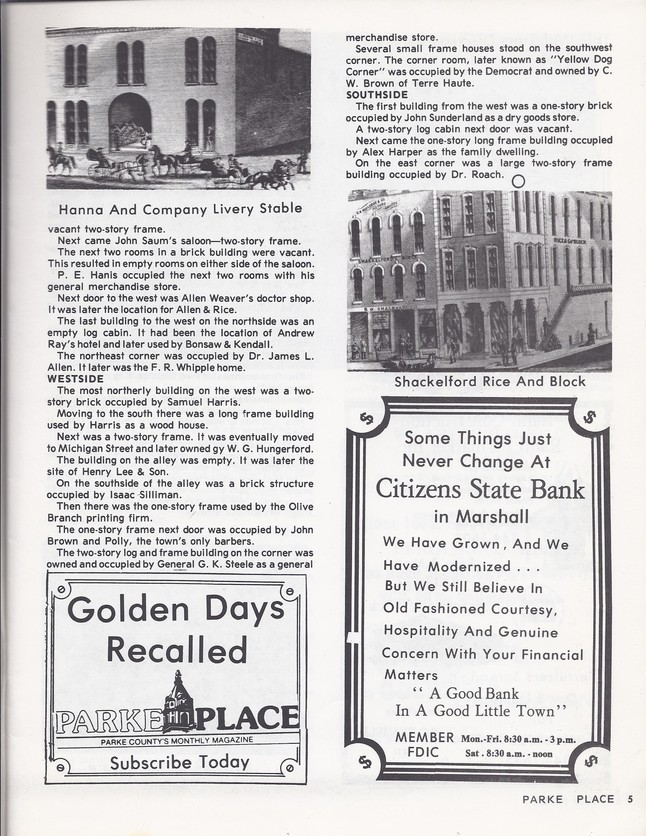 Hanna And Company Livery Stable
vacant two-story frame.
Next came John Saum's saloon—two-story frame.
The next two rooms in a brick building were vacant.
This resulted in empty rooms on either side of the saloon.
P. E. Hanis occupied the next two rooms with his
general merchandise store.
Next door to the west was Allen Weaver's doctor shop.
It was later the location for Allen & Rice.
The last building to the west on the northside was an
empty log cabin. It had been the location of Andrew
Ray's hotel and later used by Bonsaw & Kendall.
The northeast corner was occupied by Dr. James L.
Allen. It later was the F. R. Whipple home.
WESTSIDE
The most northerly building on the west was a two-
story brick occupied by Samuel Harris.
Moving to the south there was a long frame building
used by Harris as a wood house.
Next was a two-story frame. It was eventually moved
to Michigan Street and later owned gy W. G. Hungerford.
The building on the alley was empty. It was later the
site of Henry Lee & Son.
On the southside of the alley was a brick structure
occupied by Isaac Silliman.
Then there was the one-story frame used by the Olive
Branch printing firm.
The one-story frame next door was occupied by John
Brown and Polly, the town's only barbers.
The two-story log and frame building on the corner was
owned and occupied by General G. K. Steele as a general
Golden Days
Recalled
PARKE PLACE
PARKE COUNTY'S MONTHLY MAGAZINE
Subscribe Today
merchandise store.
Several small frame houses stood on the southwest
corner. The corner room, later known as "Yellow Dog
Corner" was occupied by the Democrat and owned by C.
W. Brown of Terre Haute.
SOUTHSIDE
The first building from the west was a one-story brick
occupied by John Sunderland as a dry goods store.
A two-story log cabin next door was vacant.
Next came the one-story long frame building occupied
by Alex Harper as the family dwelling.
On the east corner was a large two-story frame
building occupied by Dr. Roach.
Shackelford Rice And Block
Some Things Just
Never Change At
Citizens State Bank
in Marshall
We Have Grown, And We
Have Modernized . . .
But We Still Believe In
Old Fashioned Courtesy,
Hospitality And Genuine
Concern With Your Financial
Matters
“ A Good Bank
In A Good Little Town”
MEMBER Mon.-Fri. 8:30 a.m. - 3 p.m.
FDIC Sat. 8:30 a.m. - noon
PARKE PLACE 5